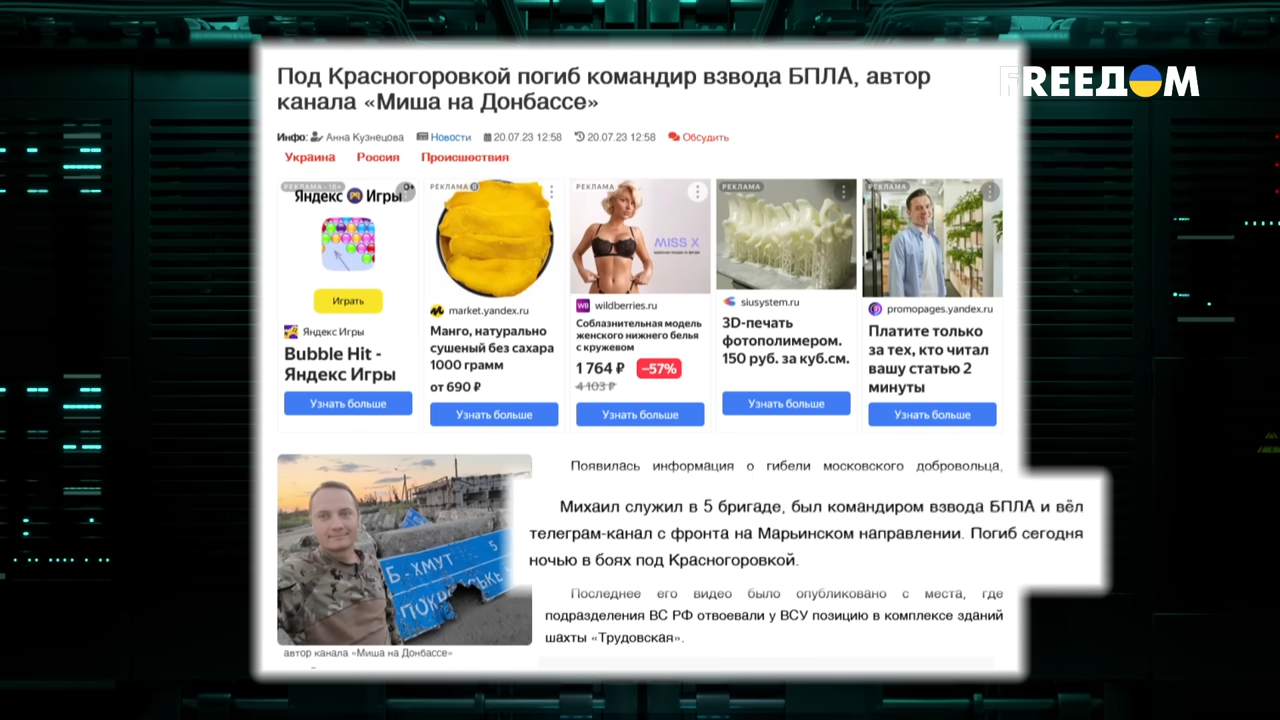 Под Красногоровкой погиб командир взвода БПЛА, автор
канала «Миша на Донбассе»
FREEДOM
Инфо: Анна Кузнецова Новости 20.07.23 12:58 20.07.23 12:58 Обсудить
Украина Россия Происшествия
РЕКЛАМА • 16+
0+
Яндекс Игры
Играть
Яндекс Игры
Bubble Hit -
Яндекс Игры
Узнать больше
РЕКЛАМА
market.yandex.ru
Манго, натурально
сушеный без сахара
1000 грамм
от 690 ₽
Узнать больше
РЕКЛАМА
MISS X
WB wildberries.ru
Соблазнительная модель
женского нижнего белья
с кружевом
1 764 ₽ –57%
4 103 ₽
Узнать больше
РЕКЛАМА
siusystem.ru
3D-печать
фотополимером.
150 руб. за куб.см.
Узнать больше
РЕКЛАМА
promopages.yandex.ru
Платите только
за тех, кто читал
вашу статью 2
минуты
Узнать больше
Б-ХМУТ 5
автор канала «Миша на Донбассе»
Появилась информация о гибели московского добровольца,
Михаил служил в 5 бригаде, был командиром взвода БПЛА и вёл
телеграм-канал с фронта на Марьинском направлении. Погиб сегодня
ночью в боях под Красногоровкой.
Последнее его видео было опубликовано с места, где
подразделения ВС РФ отвоевали у ВСУ позицию в комплексе зданий
шахты «Трудовская».